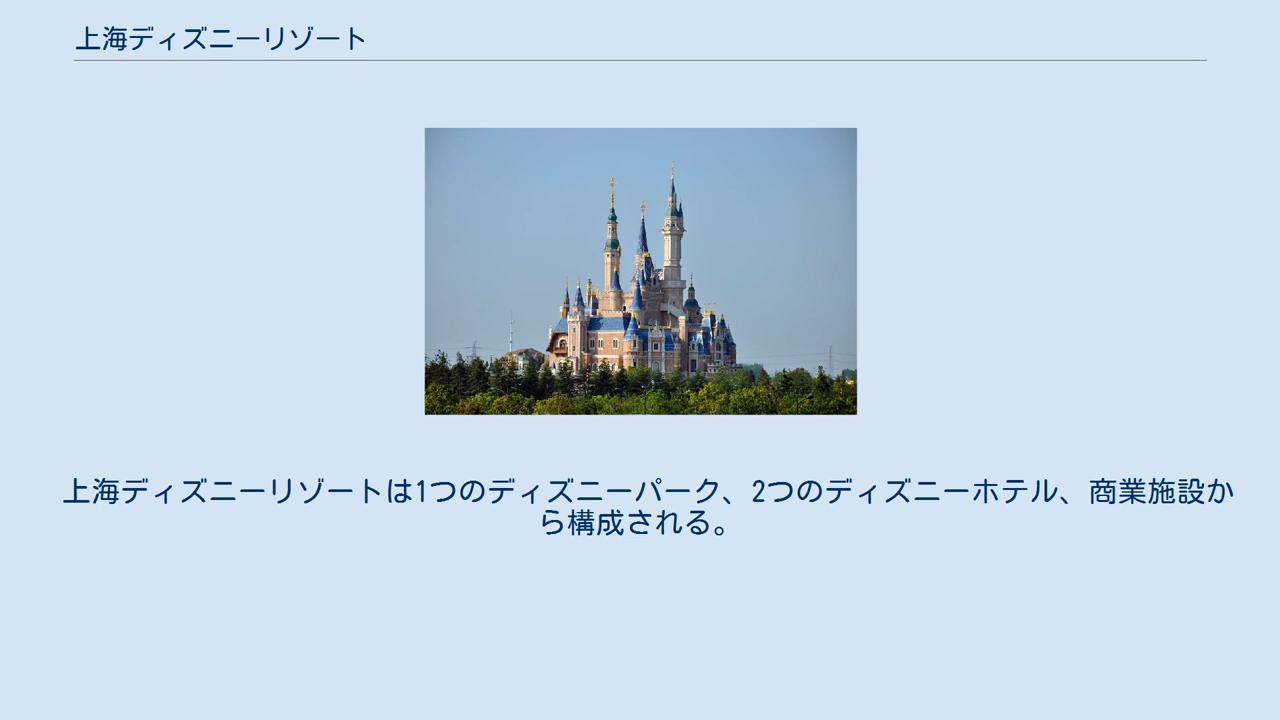 上海ディズニーリゾート
上海ディズニーリゾートは1つのディズニーパーク、2つのディズニーホテル、商業施設か
ら構成される。